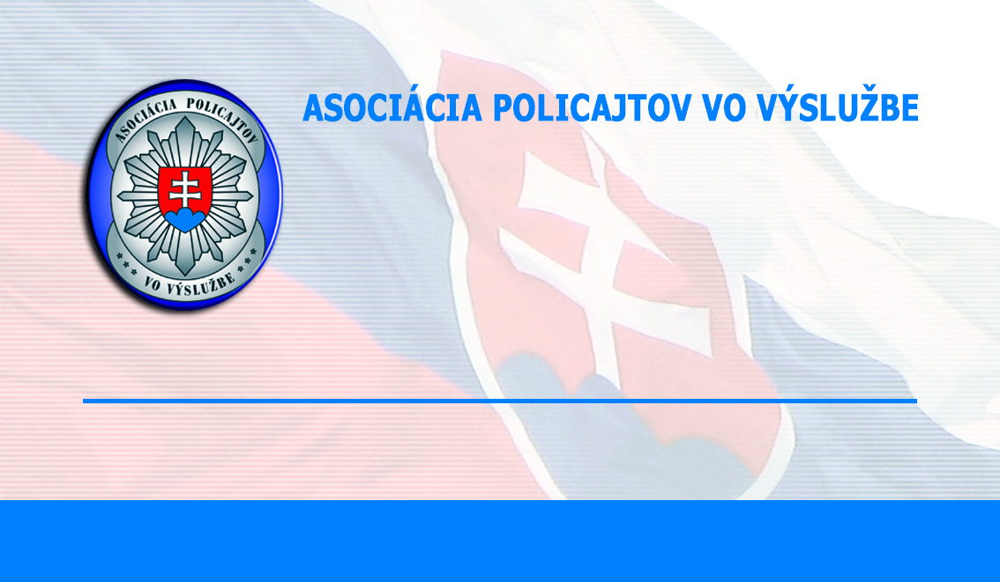 ASOCIÁCIA POLICAJTOV VO VÝSLUŽBE
ASOCIÁCIA POLICAJTOV
VO VÝSLUŽBE